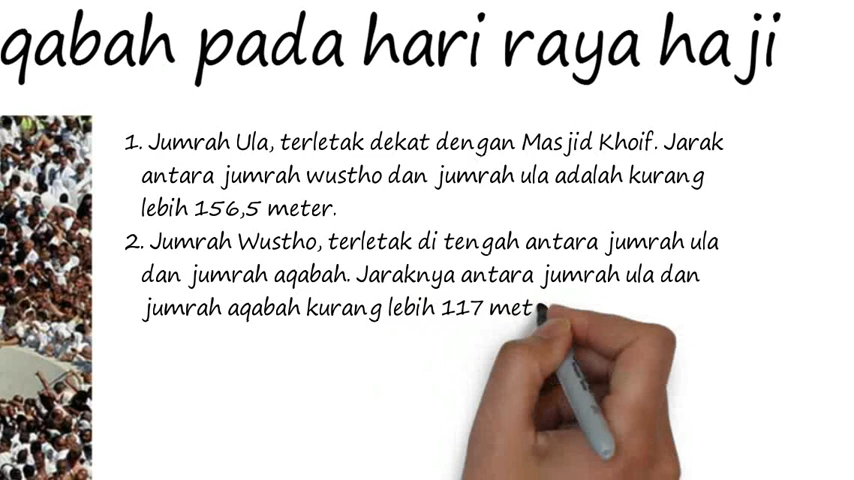 qabah pada hari raya haji
1. Jumrah Ula, terletak dekat dengan Masjid Khoif. Jarak
antara jumrah wustho dan jumrah ula adalah kurang
lebih 156,5 meter.
2. Jumrah Wustho, terletak di tengah antara jumrah ula
dan jumrah aqabah. Jaraknya antara jumrah ula dan
jumrah aqabah kurang lebih 117 met